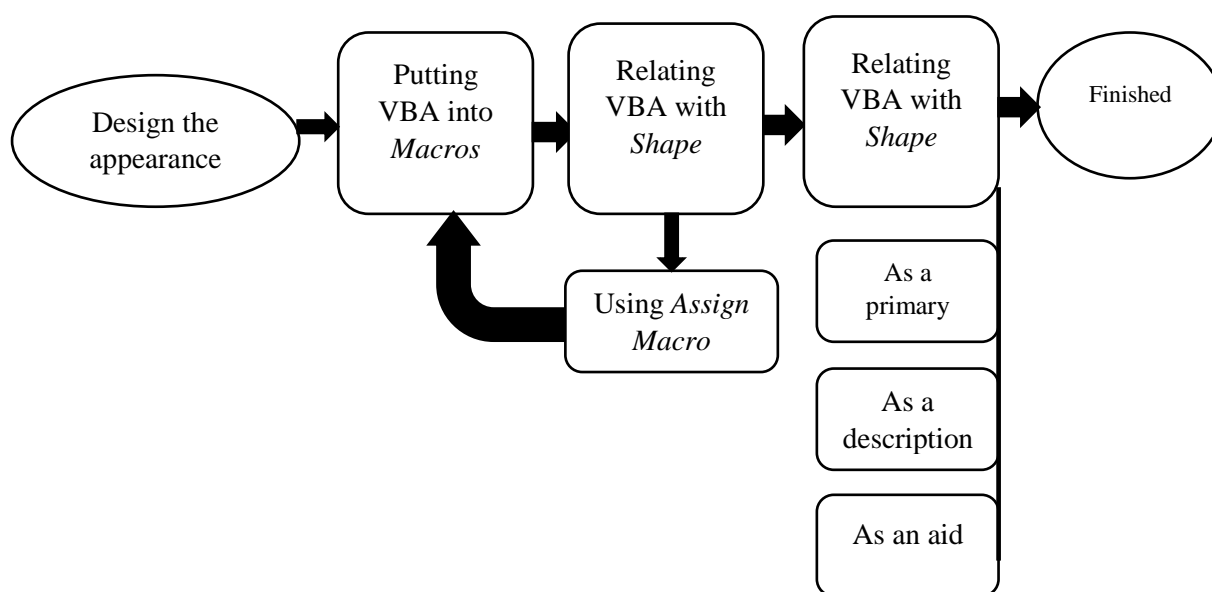 Design the
appearance
Putting
VBA into
Macros
Relating
VBA with
Shape
Relating
VBA with
Shape
Finished
Using Assign
Macro
As a
primary
As a
description
As an aid